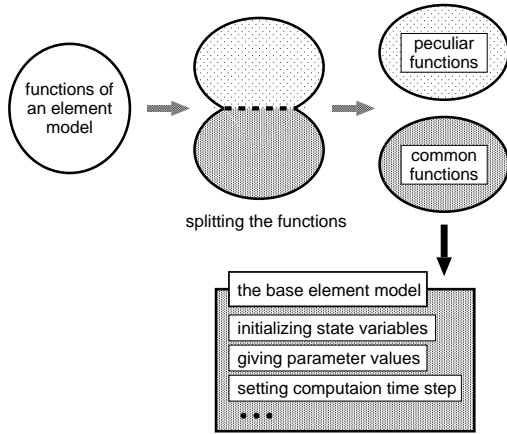 functions of
an element
model
splitting the functions
peculiar
functions
common
functions
the base element model
initializing state variables
giving parameter values
setting computaion time step
• • •